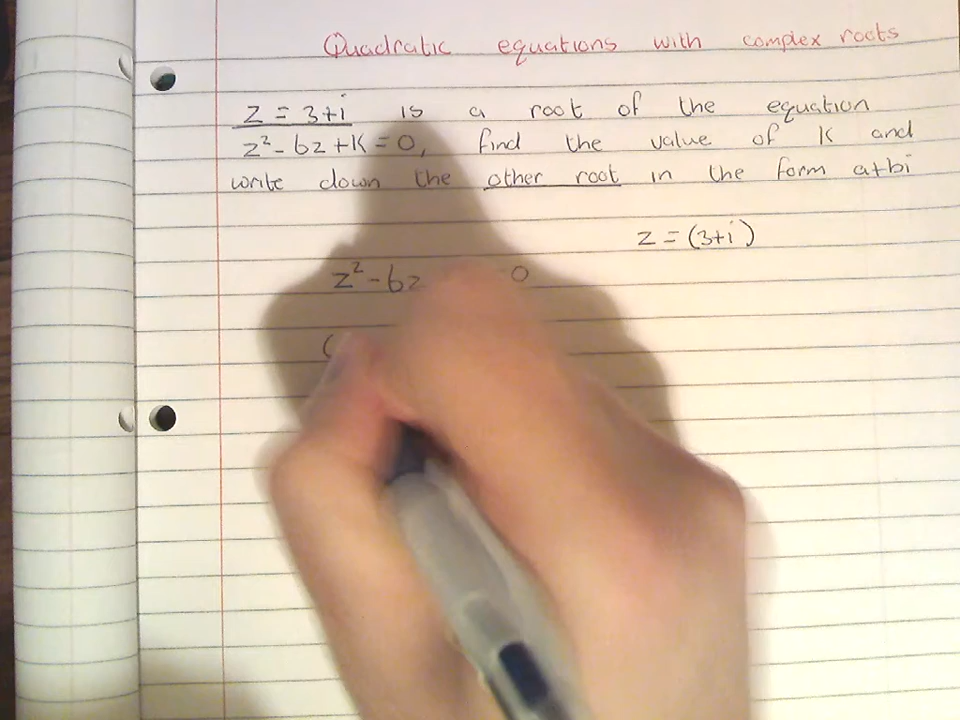 Quadratic equations with complex roots
z = 3+i is a root of the equation
z² - 6z + K = 0, find the value of K and
write down the other root in the form a+bi
z = (3+i)
z² - 6z 0
(